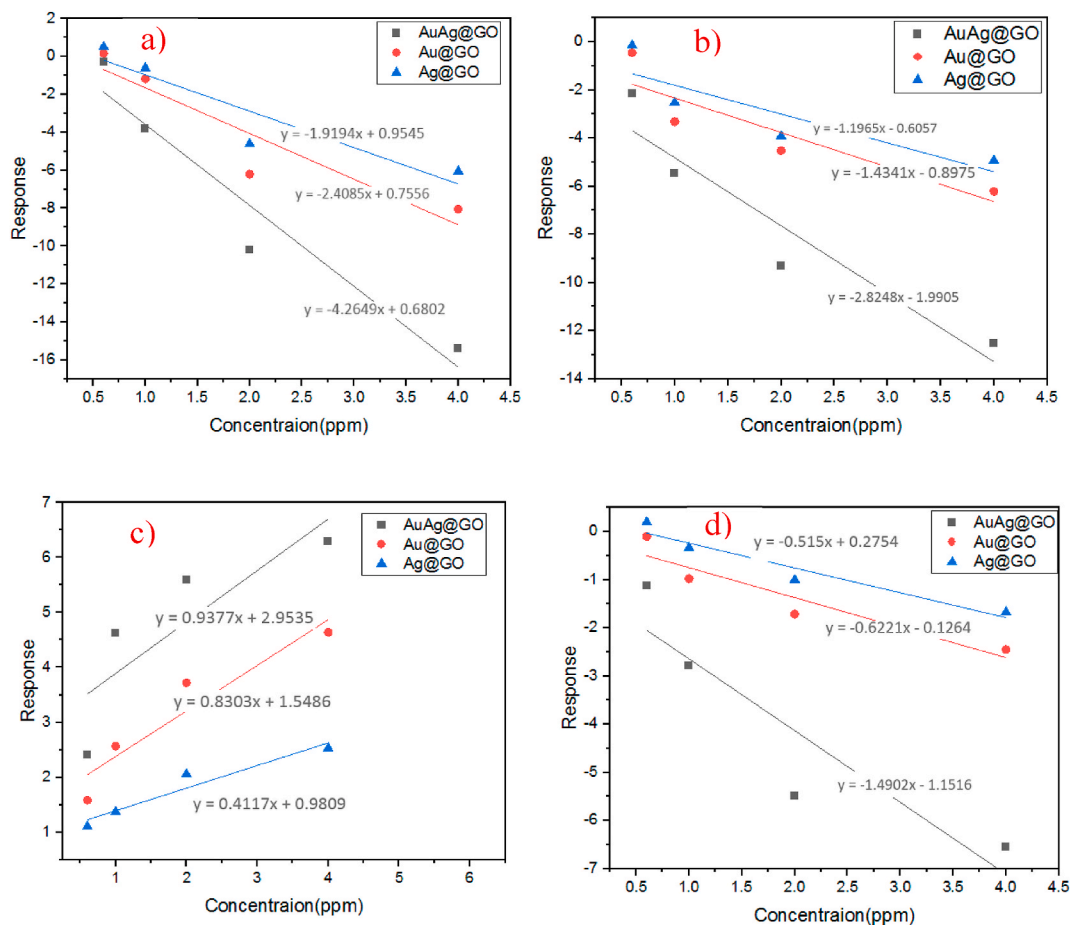 a)
AuAg@GO
Au@GO
Ag@GO
2
0
-2
-4
-6
-8
-10
-12
-14
-16
Response
y = -1.9194x + 0.9545
y = -2.4085x + 0.7556
y = -4.2649x + 0.6802
0.5 1.0 1.5 2.0 2.5 3.0 3.5 4.0 4.5
Concentraion(ppm)
b)
AuAg@GO
Au@GO
Ag@GO
0
-2
-4
-6
-8
-10
-12
-14
Response
y = -1.1965x - 0.6057
y = -1.4341x - 0.8975
y = -2.8248x - 1.9905
0.5 1.0 1.5 2.0 2.5 3.0 3.5 4.0 4.5
Concentraion(ppm)
c)
AuAg@GO
Au@GO
Ag@GO
7
6
5
4
3
2
1
Response
y = 0.9377x + 2.9535
y = 0.8303x + 1.5486
y = 0.4117x + 0.9809
1 2 3 4 5 6
Concentraion(ppm)
d)
AuAg@GO
Au@GO
Ag@GO
0
-1
-2
-3
-4
-5
-6
-7
Response
y = -0.515x + 0.2754
y = -0.6221x - 0.1264
y = -1.4902x - 1.1516
0.5 1.0 1.5 2.0 2.5 3.0 3.5 4.0 4.5
Concentraion(ppm)